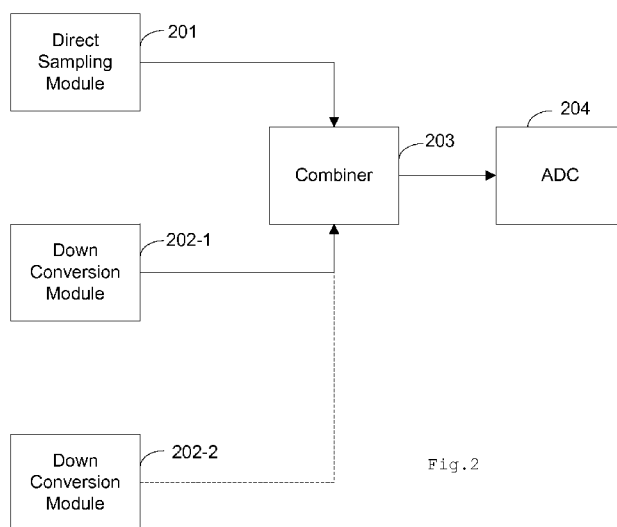 Direct
Sampling
Module
201
Combiner
203
ADC
204
Down
Conversion
Module
202-1
Down
Conversion
Module
202-2
Fig.2